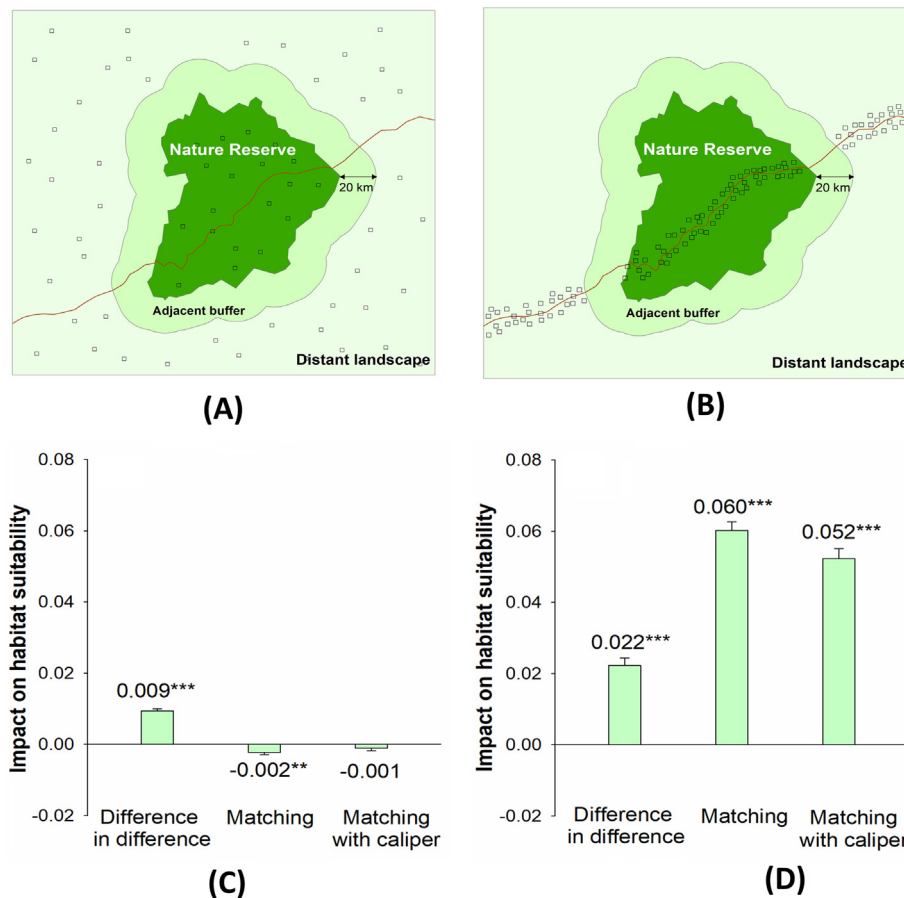 Nature Reserve
20 km
Adjacent buffer
Distant landscape
(A)
Nature Reserve
20 km
Adjacent buffer
Distant landscape
(B)
Impact on habitat suitability
0.08
0.06
0.04
0.02
0.00
-0.02
0.009***
-0.002**
-0.001
Difference
in difference
Matching
Matching
with caliper
(C)
Impact on habitat suitability
0.08
0.06
0.04
0.02
0.00
-0.02
0.022***
0.060***
0.052***
Difference
in difference
Matching
Matching
with caliper
(D)